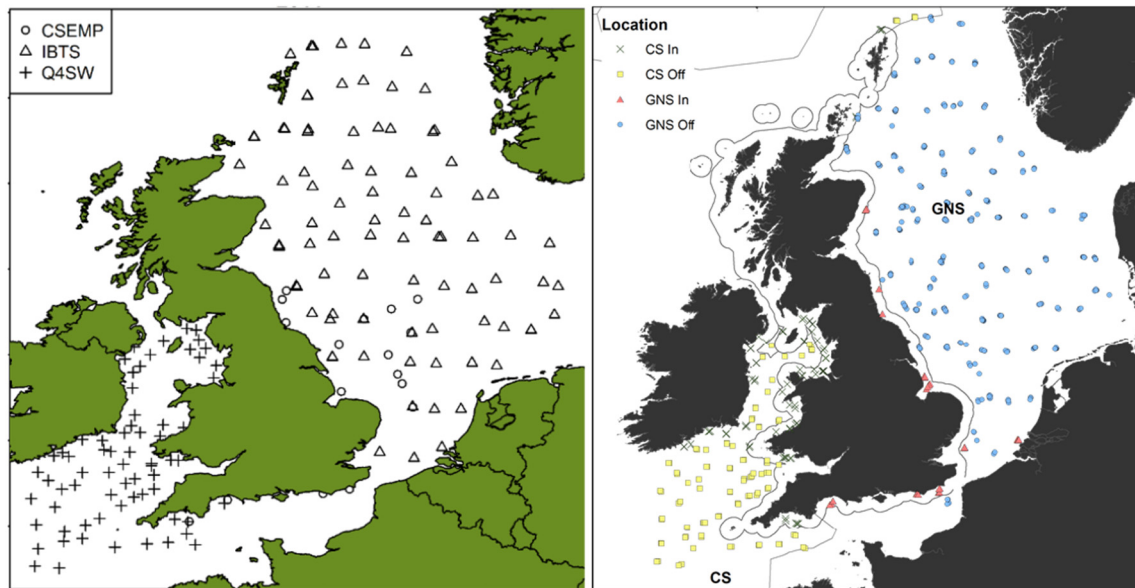 CSEMP
IBTS
Q4SW
Location
CS In
CS Off
GNS In
GNS Off
GNS
CS